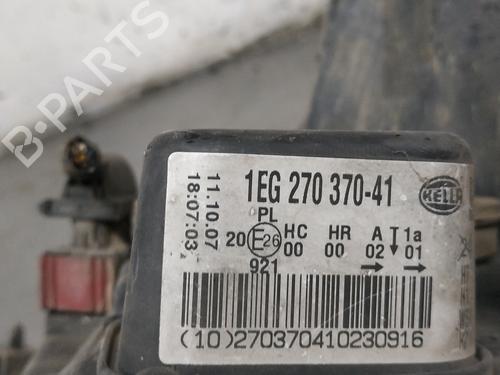 B-PARTS
11.10.07
18:07:03
1EG 270 370-41
HELLA
PL
20 E26 HC HR A T 1a
00 00 02 01
921
(10)270370410230916